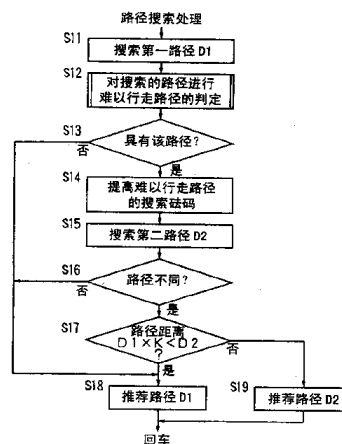 路径搜索处理
S11
搜索第一路径 D1
S12
对搜索的路径进行
难以行走路径的判定
S13
具有该路径?
否
是
S14
提高难以行走路径
的搜索砝码
S15
搜索第二路径 D2
S16
路径不同?
否
是
S17
路径距离
D1×K<D2
?
否
是
S18
推荐路径 D1
S19
推荐路径 D2
回车